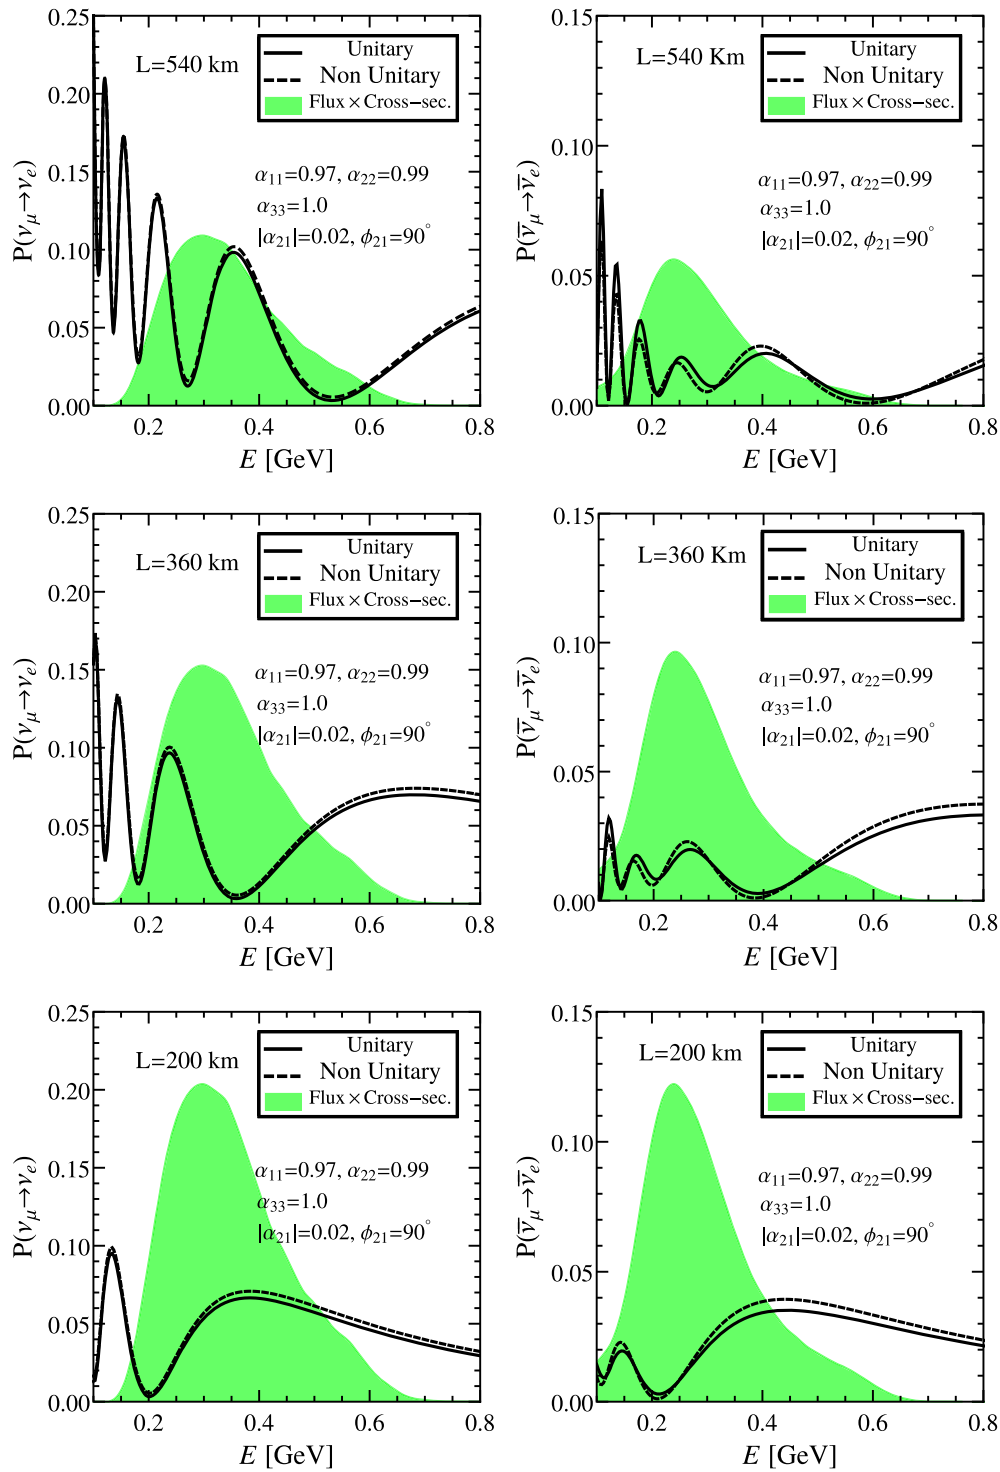 L=540 km
Unitary
Non Unitary
Flux×Cross−sec.
α11=0.97, α22=0.99
α33=1.0
|α21|=0.02, ϕ21=90°
P(νμ→νe)
0.25
0.20
0.15
0.10
0.05
0.00
0.2 0.4 0.6 0.8
E [GeV]
L=540 Km
Unitary
Non Unitary
Flux×Cross−sec.
α11=0.97, α22=0.99
α33=1.0
|α21|=0.02, ϕ21=90°
P(ν̅μ→ν̅e)
0.15
0.10
0.05
0.00
0.2 0.4 0.6 0.8
E [GeV]
L=360 km
Unitary
Non Unitary
Flux×Cross−sec.
α11=0.97, α22=0.99
α33=1.0
|α21|=0.02, ϕ21=90°
P(νμ→νe)
0.25
0.20
0.15
0.10
0.05
0.00
0.2 0.4 0.6 0.8
E [GeV]
L=360 Km
Unitary
Non Unitary
Flux×Cross−sec.
α11=0.97, α22=0.99
α33=1.0
|α21|=0.02, ϕ21=90°
P(ν̅μ→ν̅e)
0.15
0.10
0.05
0.00
0.2 0.4 0.6 0.8
E [GeV]
L=200 km
Unitary
Non Unitary
Flux×Cross−sec.
α11=0.97, α22=0.99
α33=1.0
|α21|=0.02, ϕ21=90°
P(νμ→νe)
0.25
0.20
0.15
0.10
0.05
0.00
0.2 0.4 0.6 0.8
E [GeV]
L=200 km
Unitary
Non Unitary
Flux×Cross−sec.
α11=0.97, α22=0.99
α33=1.0
|α21|=0.02, ϕ21=90°
P(ν̅μ→ν̅e)
0.15
0.10
0.05
0.00
0.2 0.4 0.6 0.8
E [GeV]